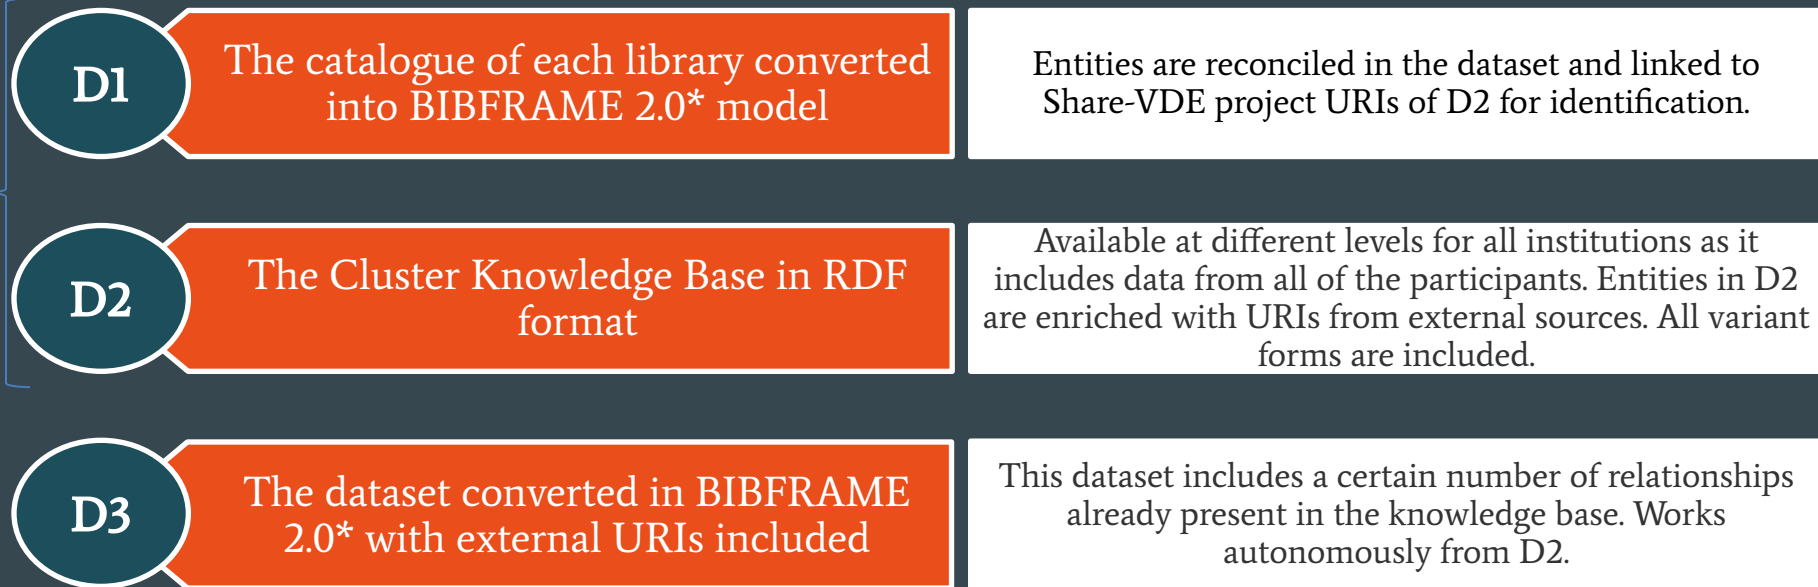 D1
The catalogue of each library converted
into BIBFRAME 2.0* model
Entities are reconciled in the dataset and linked to
Share-VDE project URIs of D2 for identification.
D2
The Cluster Knowledge Base in RDF
format
Available at different levels for all institutions as it
includes data from all of the participants. Entities in D2
are enriched with URIs from external sources. All variant
forms are included.
D3
The dataset converted in BIBFRAME
2.0* with external URIs included
This dataset includes a certain number of relationships
already present in the knowledge base. Works
autonomously from D2.